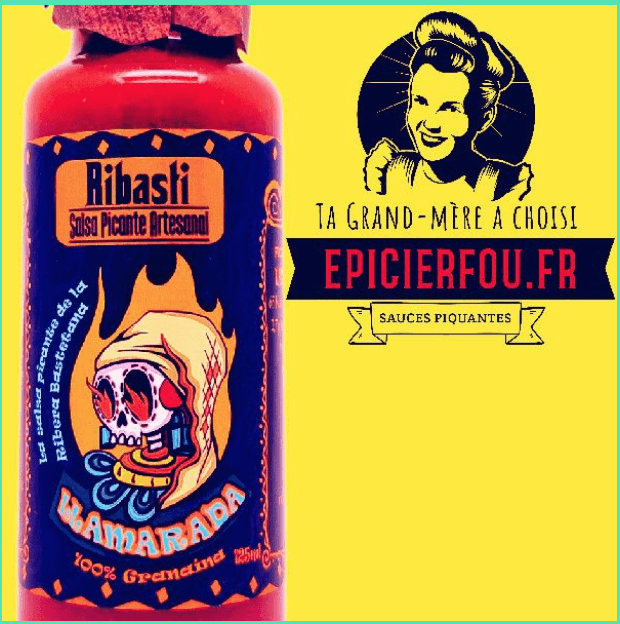 Ribasti
Salsa Picante Artesanal
La salsa picante de la
Ribera Bastetana
LLAMARADA
100% Granaina
125ml
TA GRAND-MÈRE A CHOISI
EPICIERFOU.FR
SAUCES PIQUANTES